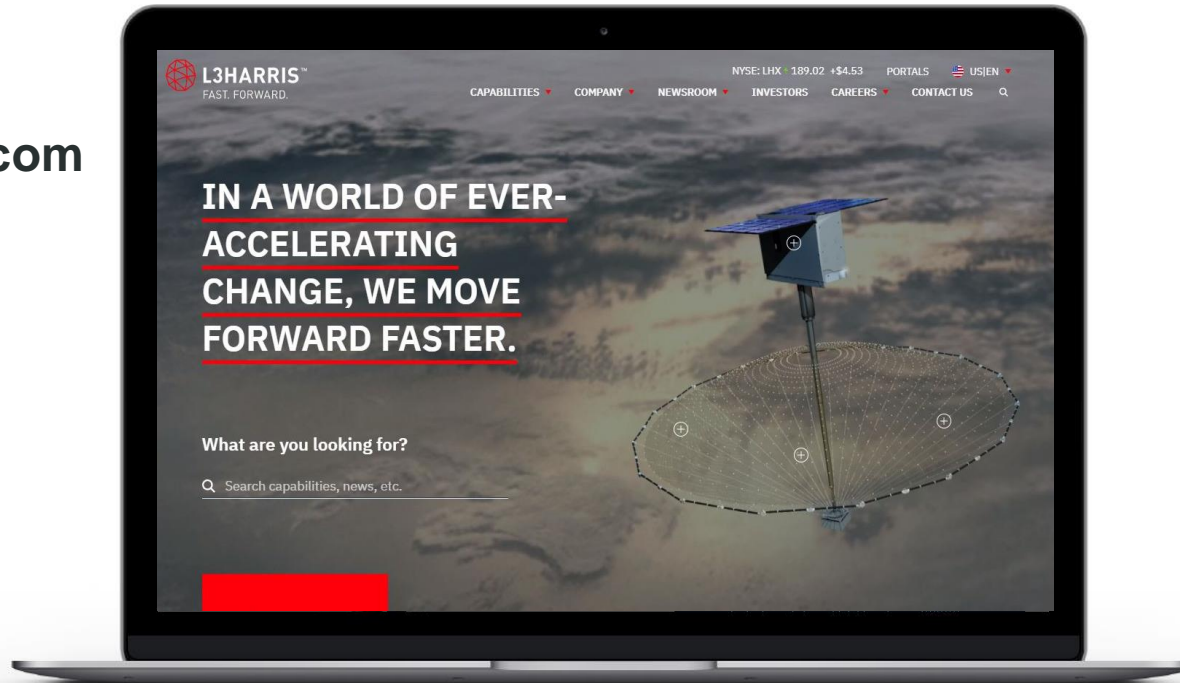 com
L3HARRIS™
FAST. FORWARD.
NYSE: LHX 189.02 +$4.53 PORTALS US|EN
CAPABILITIES COMPANY NEWSROOM INVESTORS CAREERS CONTACT US
IN A WORLD OF EVER-
ACCELERATING
CHANGE, WE MOVE
FORWARD FASTER.
What are you looking for?
Search capabilities, news, etc.